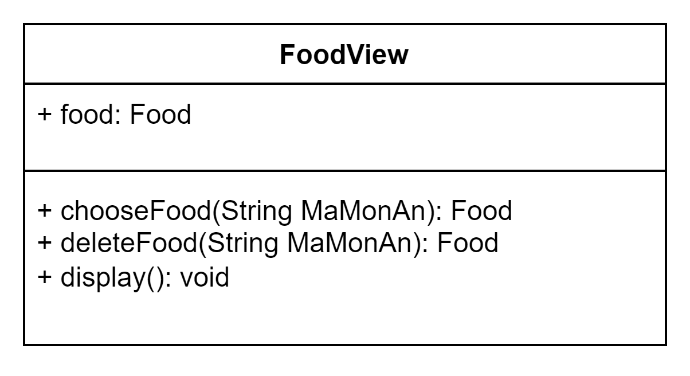 FoodView
+ food: Food
+ chooseFood(String MaMonAn): Food
+ deleteFood(String MaMonAn): Food
+ display(): void